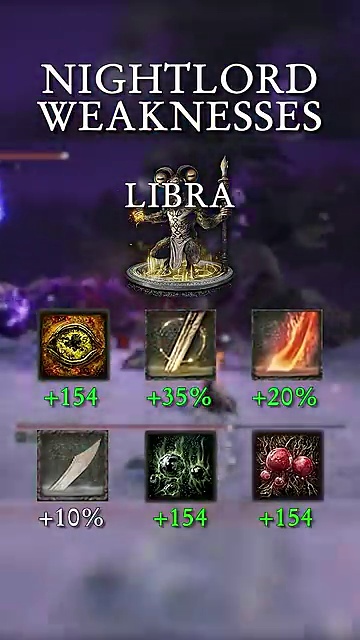 NIGHTLORD
WEAKNESSES
LIBRA
+154 +35% +20%
+10% +154 +154